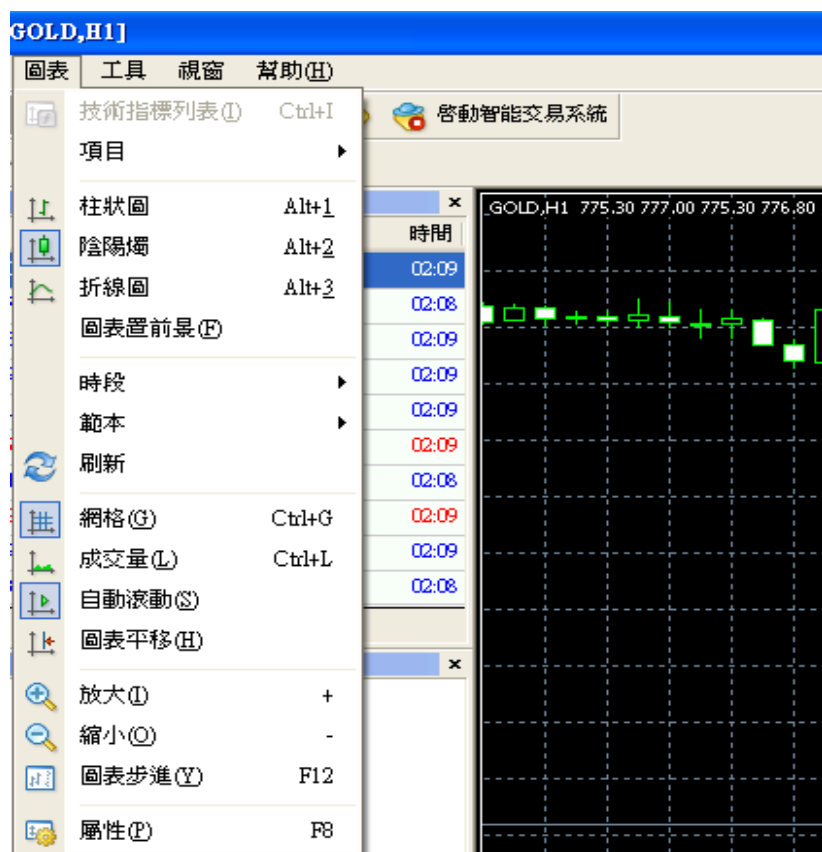 GOLD,H1]
圖表 工具 視窗 幫助(H)
啓動智能交易系統
技術指標列表(I) Ctrl+I
項目
柱狀圖 Alt+1
陰陽燭 Alt+2
折線圖 Alt+3
圖表置前景(F)
時段
範本
刷新
網格(G) Ctrl+G
成交量(L) Ctrl+L
自動滾動(S)
圖表平移(H)
放大(I) +
縮小(O) -
圖表步進(Y) F12
屬性(P) F8
×
時間
02:09
02:08
02:09
02:09
02:09
02:09
02:08
02:09
02:09
02:08
×
_GOLD,H1 775.30 777.00 775.30 776.80